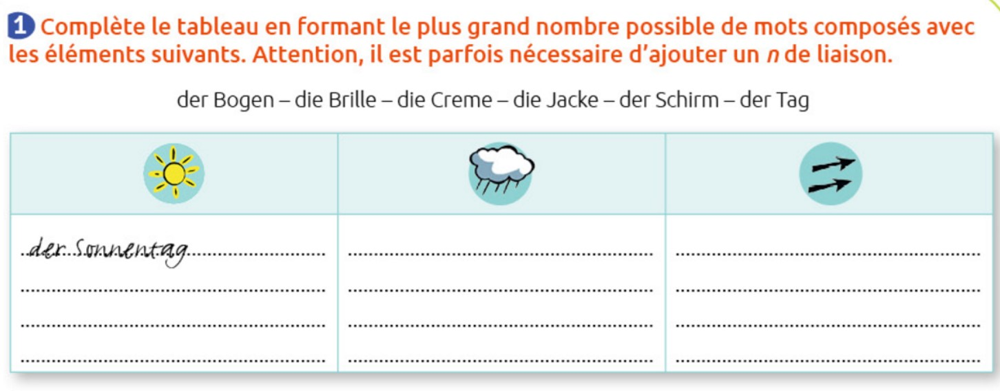 1 Complète le tableau en formant le plus grand nombre possible de mots composés avec
les éléments suivants. Attention, il est parfois nécessaire d’ajouter un n de liaison.
der Bogen – die Brille – die Creme – die Jacke – der Schirm – der Tag
der Sonnentag